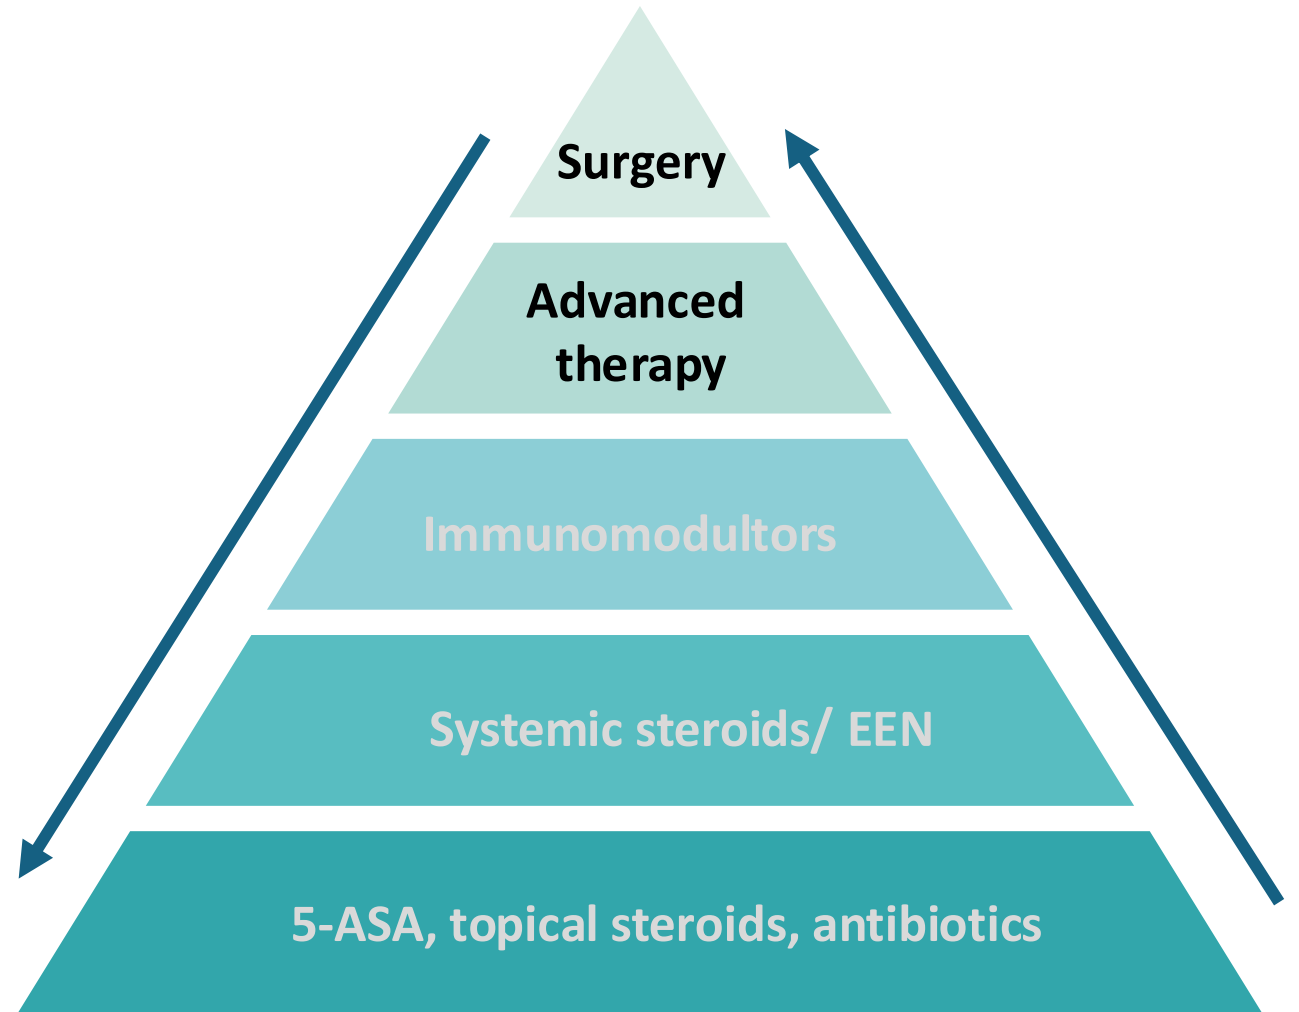 Surgery
Advanced
therapy
Immunomodultors
Systemic steroids/ EEN
5-ASA, topical steroids, antibiotics